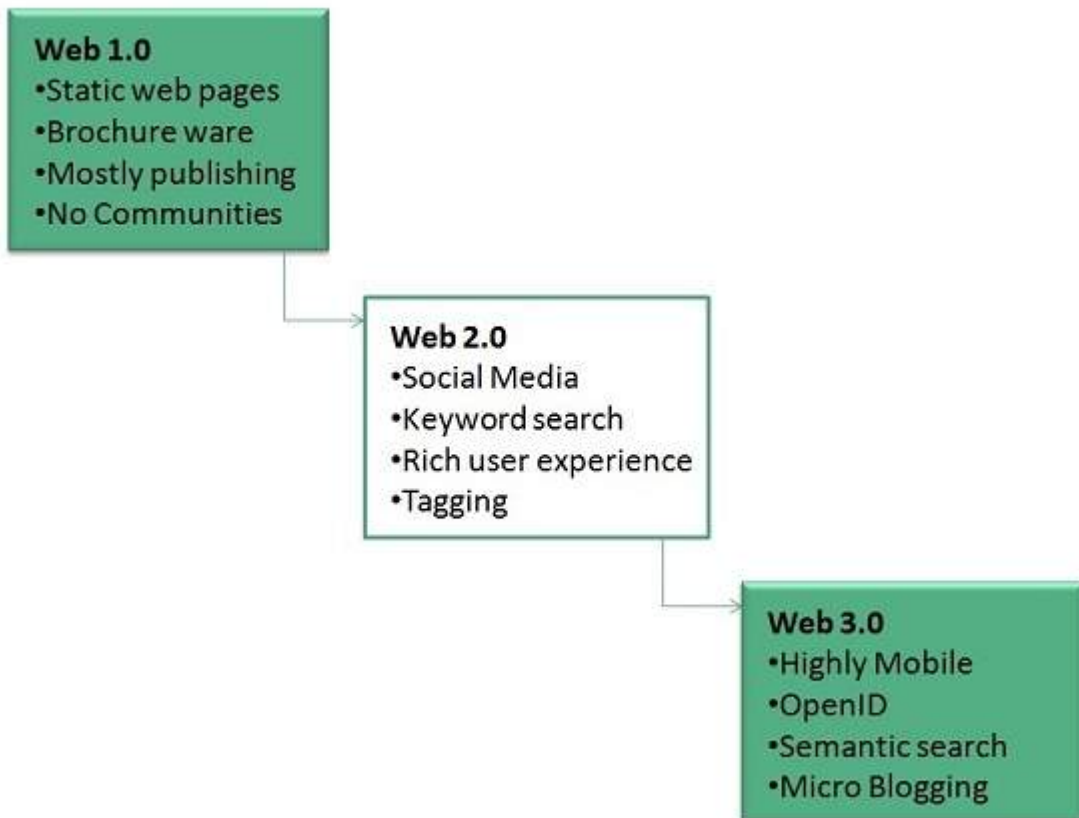 Web 1.0
•Static web pages
•Brochure ware
•Mostly publishing
•No Communities
Web 2.0
•Social Media
•Keyword search
•Rich user experience
•Tagging
Web 3.0
•Highly Mobile
•OpenID
•Semantic search
•Micro Blogging